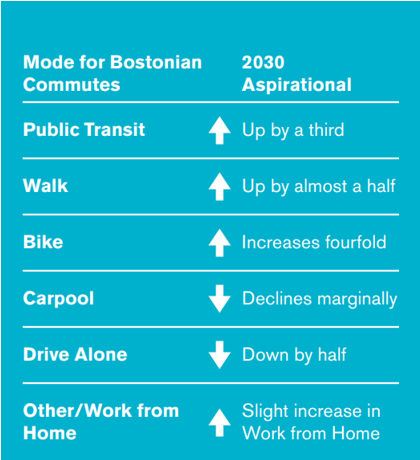 Mode for Bostonian Commutes
2030 Aspirational
Public Transit Up by a third
Walk Up by almost a half
Bike Increases fourfold
Carpool Declines marginally
Drive Alone Down by half
Other/Work from Home Slight increase in Work from Home